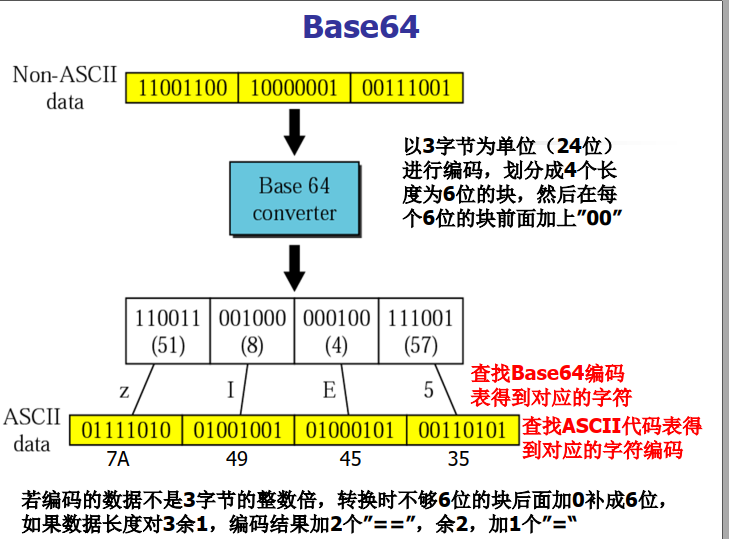 Base64
Non-ASCII
data
11001100 10000001 00111001
以3字节为单位（24位）
进行编码，划分成4个长
度为6位的块，然后在每
个6位的块前面加上”00”
Base 64
converter
110011 001000 000100 111001
(51) (8) (4) (57)
查找Base64编码
表得到对应的字符
z I E 5
ASCII
data
01111010 01001001 01000101 00110101
查找ASCII代码表得
到对应的字符编码
7A 49 45 35
若编码的数据不是3字节的整数倍，转换时不够6位的块后面加0补成6位，
如果数据长度对3余1，编码结果加2个”==”，余2，加1个”=“